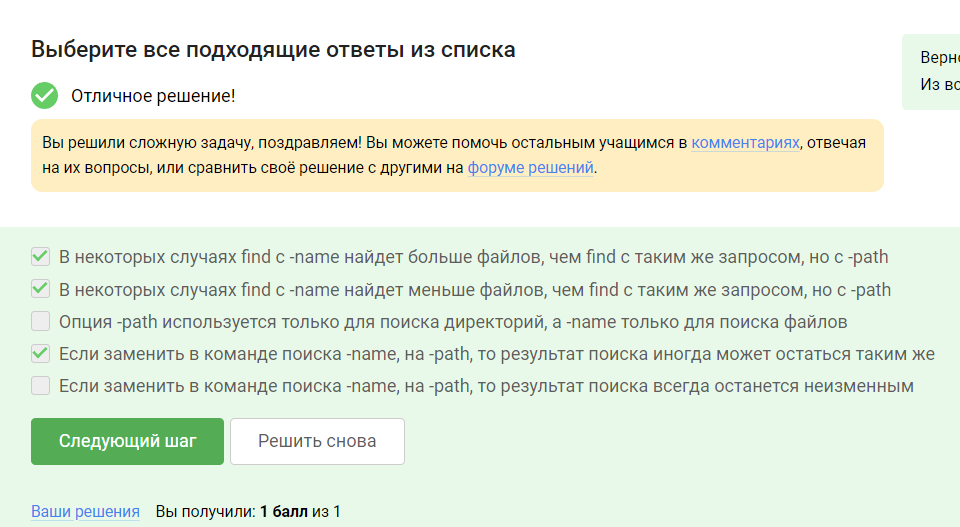 Выберите все подходящие ответы из списка
Отличное решение!
Вы решили сложную задачу, поздравляем! Вы можете помочь остальным учащимся в комментариях, отвечая
на их вопросы, или сравнить своё решение с другими на форуме решений.
В некоторых случаях find с -name найдет больше файлов, чем find с таким же запросом, но с -path
В некоторых случаях find с -name найдет меньше файлов, чем find с таким же запросом, но с -path
Опция -path используется только для поиска директорий, а -name только для поиска файлов
Если заменить в команде поиска -name, на -path, то результат поиска иногда может остаться таким же
Если заменить в команде поиска -name, на -path, то результат поиска всегда останется неизменным
Следующий шаг Решить снова
Ваши решения Вы получили: 1 балл из 1